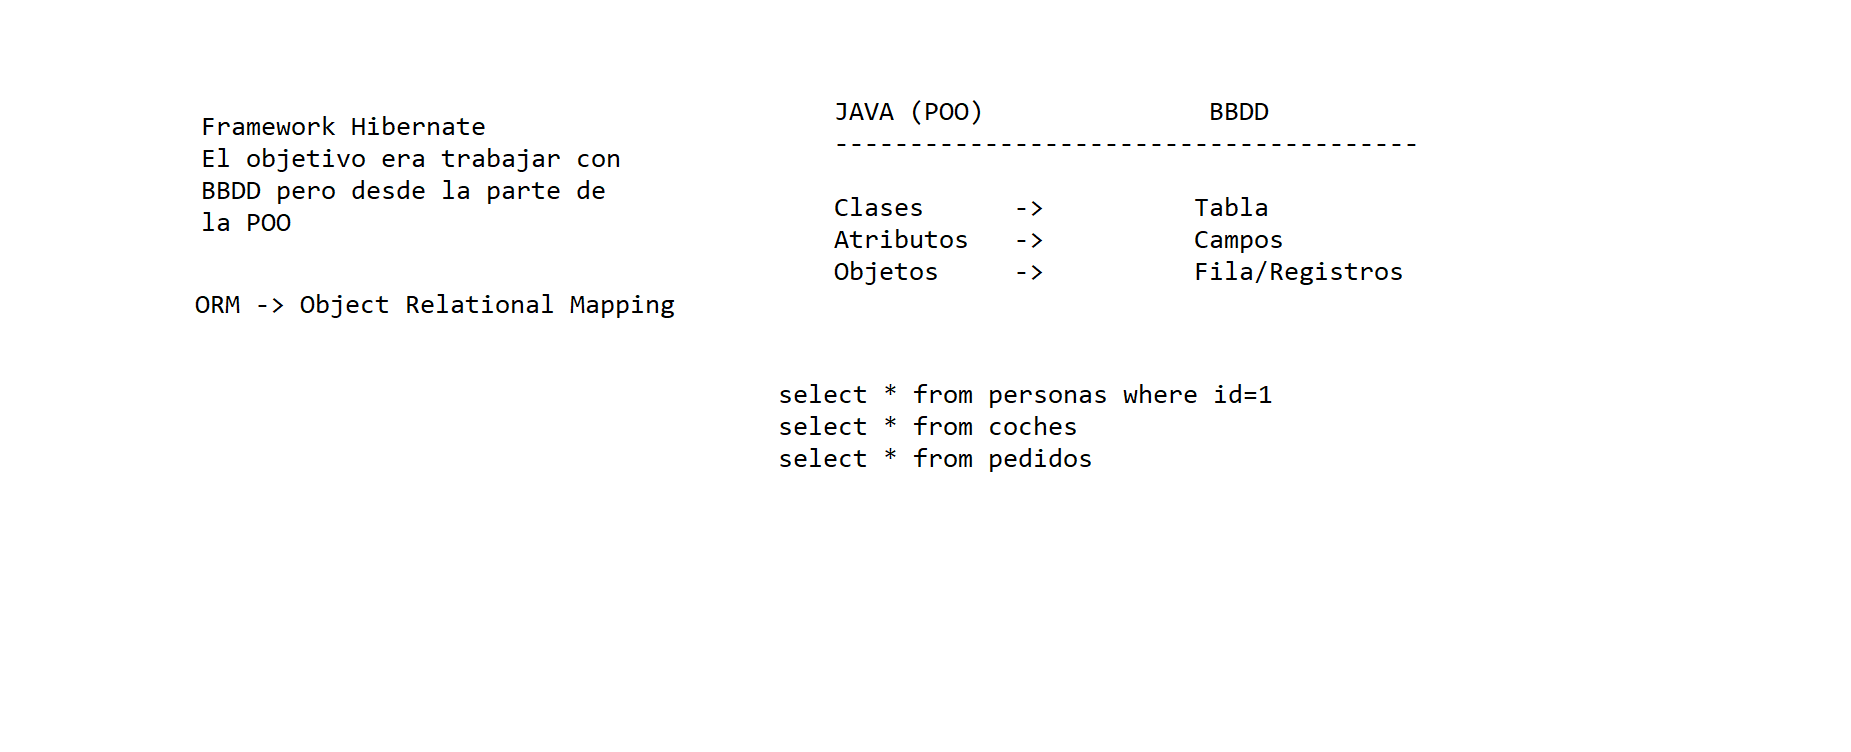 Framework Hibernate
El objetivo era trabajar con
BBDD pero desde la parte de
la POO
ORM -> Object Relational Mapping
JAVA (POO) BBDD
---------------------------------------
Clases -> Tabla
Atributos -> Campos
Objetos -> Fila/Registros
select * from personas where id=1
select * from coches
select * from pedidos